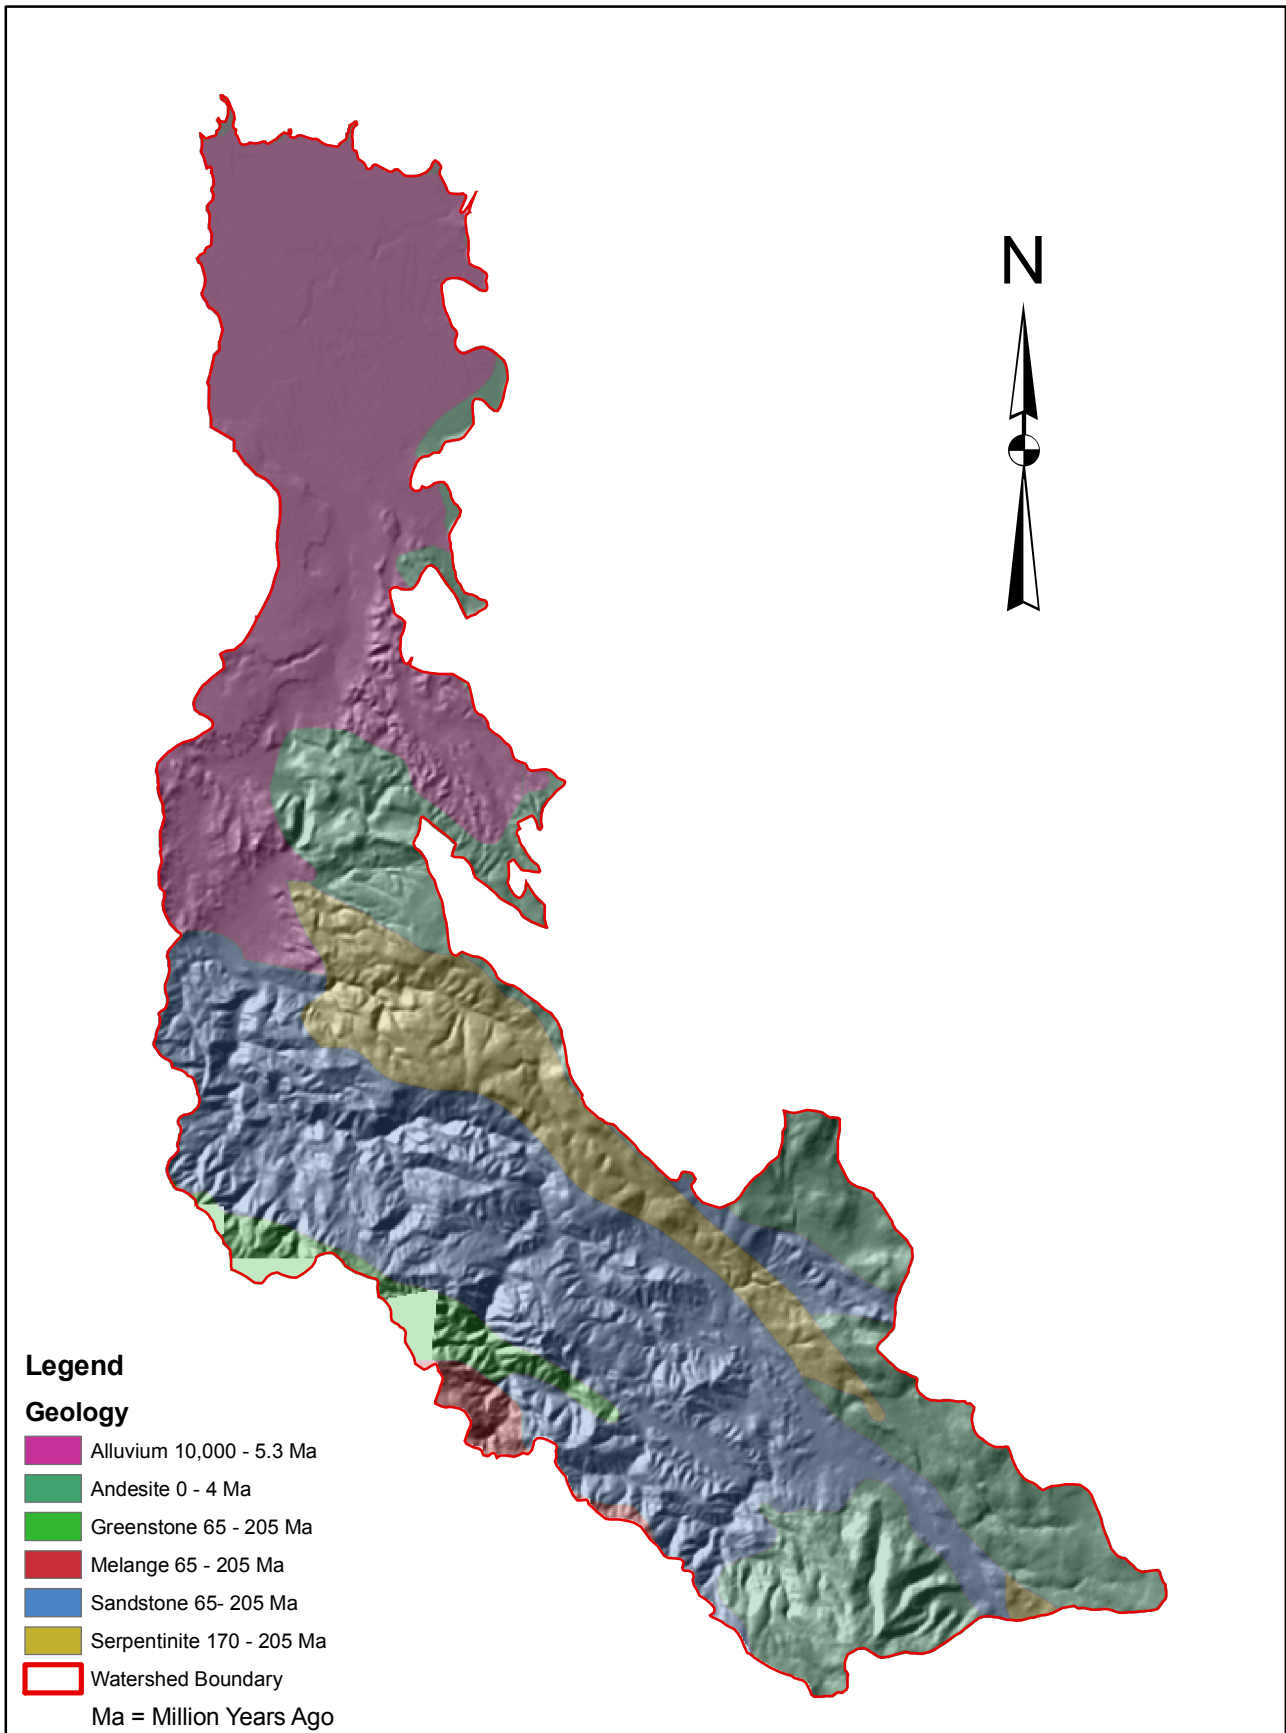 N
Legend
Geology
Alluvium 10,000 - 5.3 Ma
Andesite 0 - 4 Ma
Greenstone 65 - 205 Ma
Melange 65 - 205 Ma
Sandstone 65- 205 Ma
Serpentinite 170 - 205 Ma
Watershed Boundary
Ma = Million Years Ago